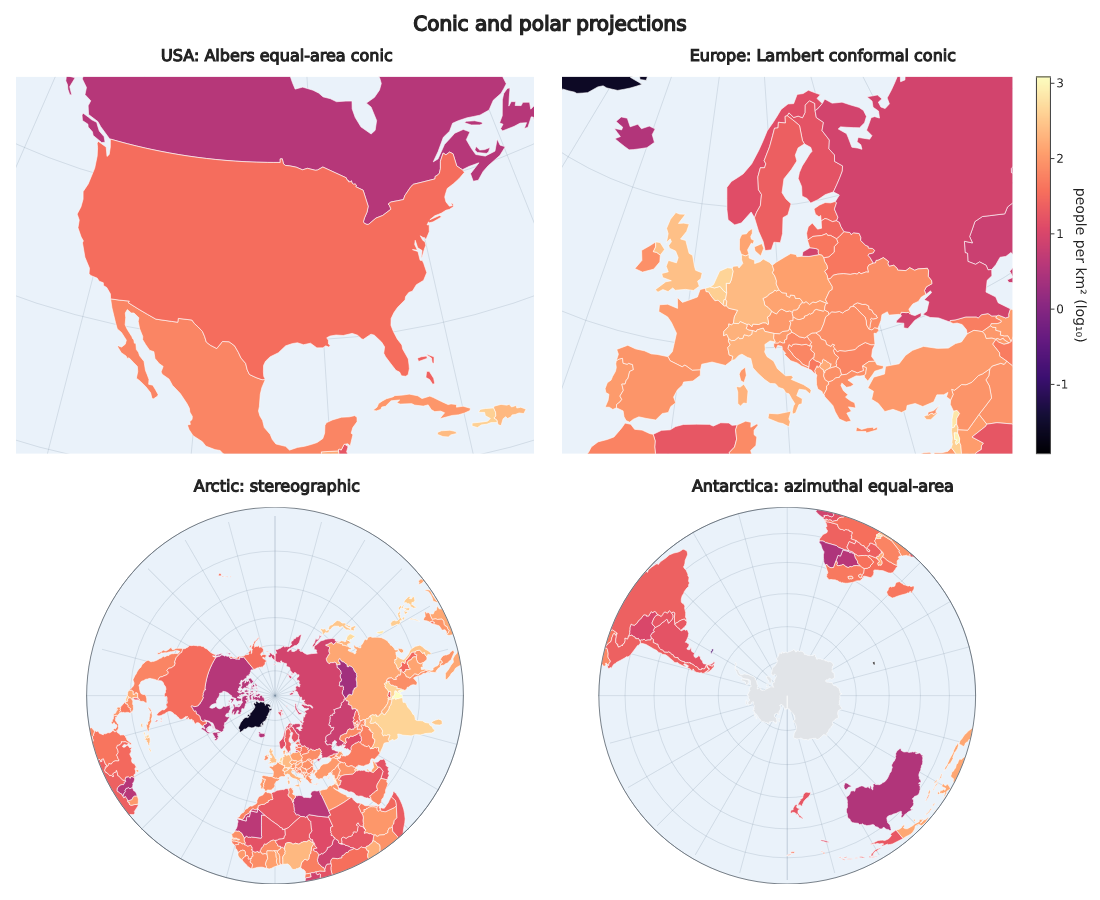 Conic and polar projections
USA: Albers equal-area conic
Europe: Lambert conformal conic
3
2
1
0
-1
people per km² (log₁₀)
Arctic: stereographic
Antarctica: azimuthal equal-area